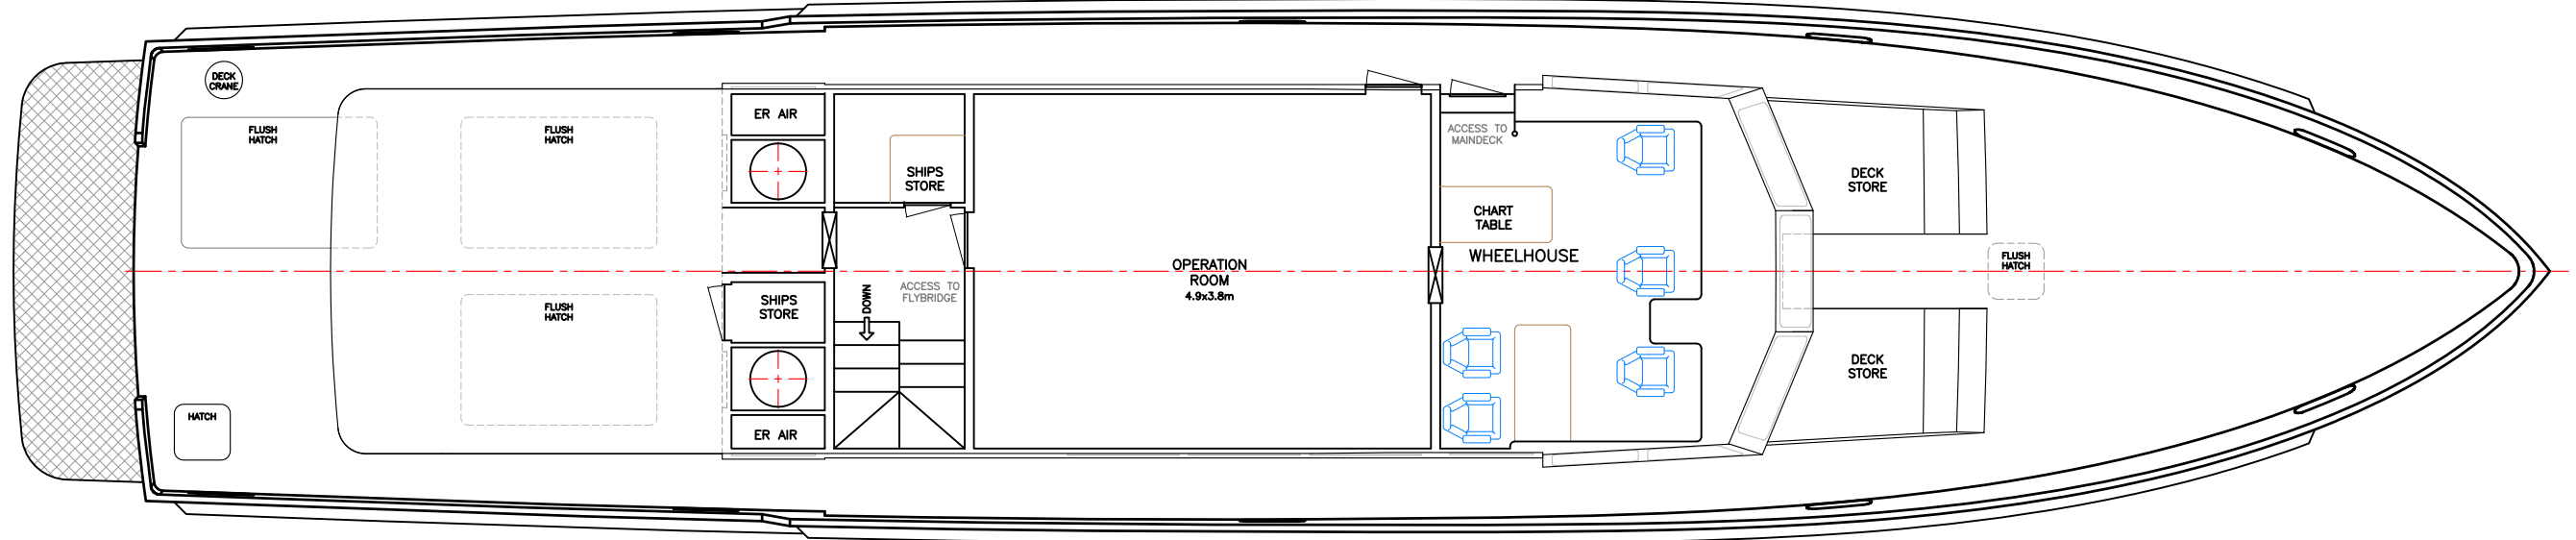 DECK
CRANE
FLUSH
HATCH
FLUSH
HATCH
FLUSH
HATCH
HATCH
ER AIR
SHIPS
STORE
ER AIR
SHIPS
STORE
DOWN
ACCESS TO
FLYBRIDGE
OPERATION
ROOM
4.9x3.8m
ACCESS TO
MAINDECK
CHART
TABLE
WHEELHOUSE
DECK
STORE
DECK
STORE
FLUSH
HATCH